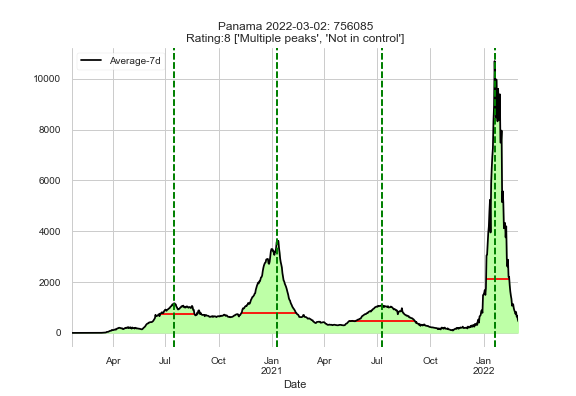 Panama 2022-03-02: 756085
Rating:8 ['Multiple peaks', 'Not in control']
Average-7d
10000
8000
6000
4000
2000
0
Apr Jul Oct Jan Apr Jul Oct Jan
2021 2022
Date